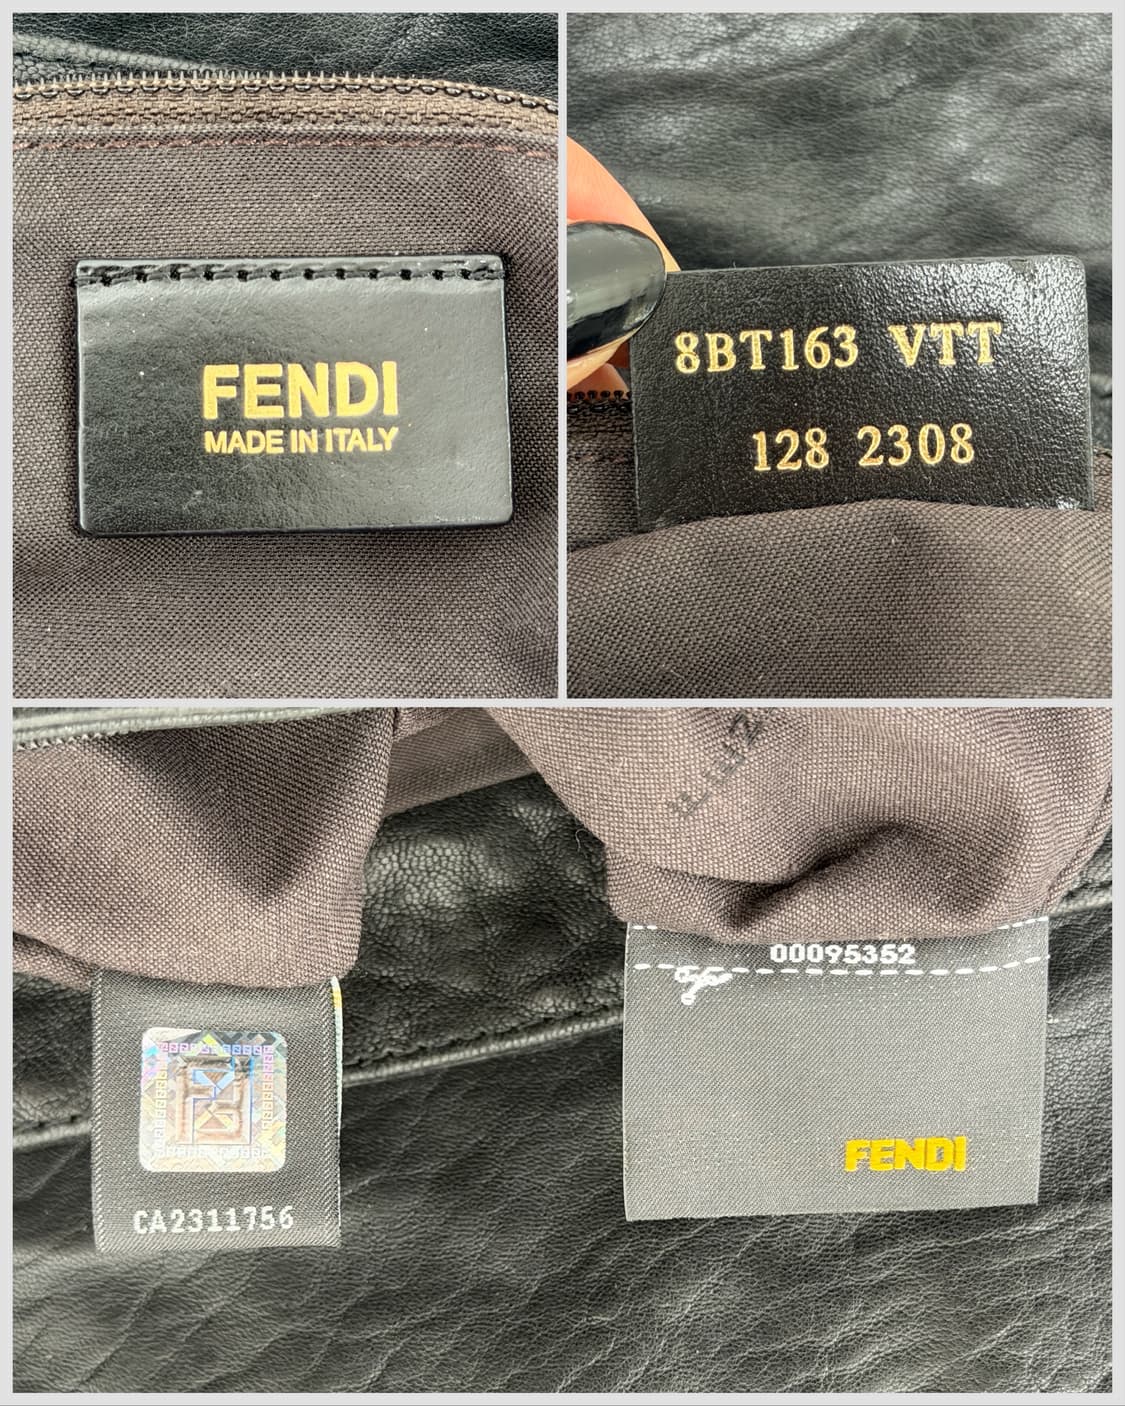 FENDI
MADE IN ITALY
8BT163 VTT
128 2308
00095352
FENDI
CA2311756